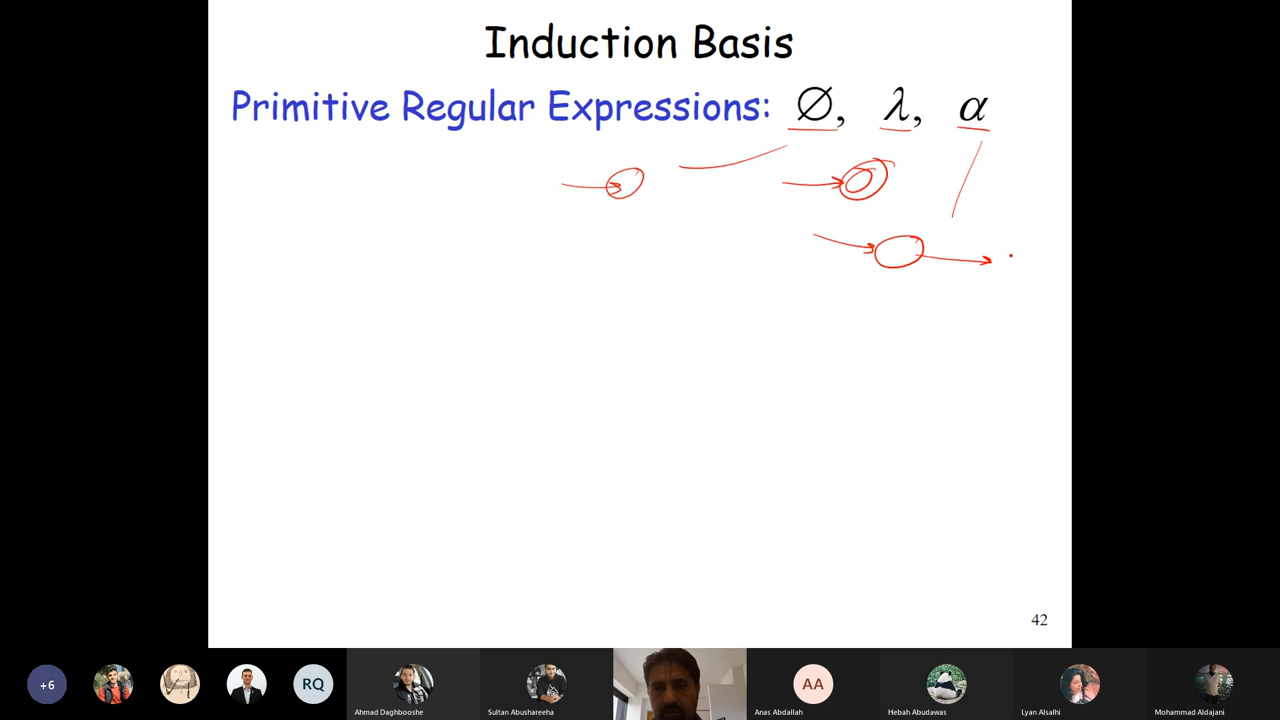 Induction Basis
Primitive Regular Expressions: ∅, λ, α
42
+6
RQ
Ahmad Daghbooshe
Sultan Abushareeha
AA
Anas Abdallah
Hebah Abudawas
Lyan Alsalhi
Mohammad Aldajani